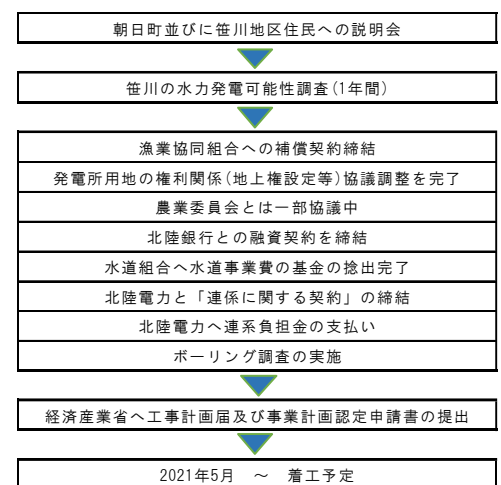 朝日町並びに笹川地区住民への説明会
笹川の水力発電可能性調査(1年間)
漁業協同組合への補償契約締結
発電所用地の権利関係(地上権設定等)協議調整を完了
農業委員会とは一部協議中
北陸銀行との融資契約を締結
水道組合へ水道事業費の基金の捻出完了
北陸電力と「連係に関する契約」の締結
北陸電力へ連系負担金の支払い
ボーリング調査の実施
経済産業省へ工事計画届及び事業計画認定申請書の提出
2021年5月 ～ 着工予定